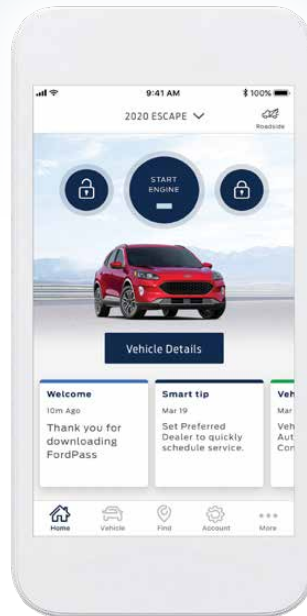 9:41 AM
100%
2020 ESCAPE
Roadside
START
ENGINE
Vehicle Details
Welcome
10m Ago
Thank you for
downloading
FordPass
Smart tip
Mar 19
Set Preferred
Dealer to quickly
schedule service.
Veh
Mar
Veh
Aut
Con
Home
Vehicle
Find
Account
More